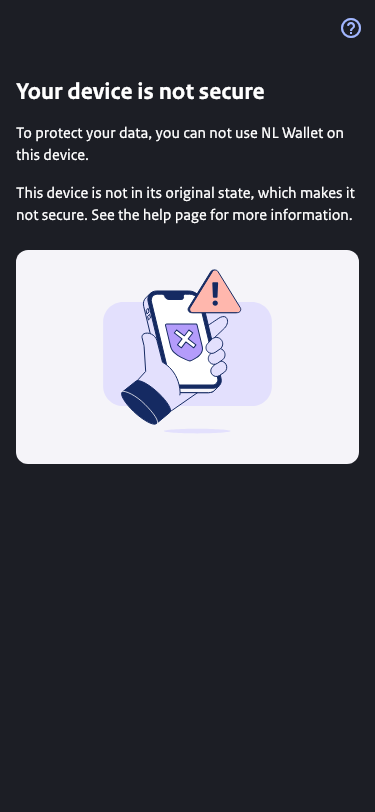 Your device is not secure
To protect your data, you can not use NL Wallet on
this device.
This device is not in its original state, which makes it
not secure. See the help page for more information.